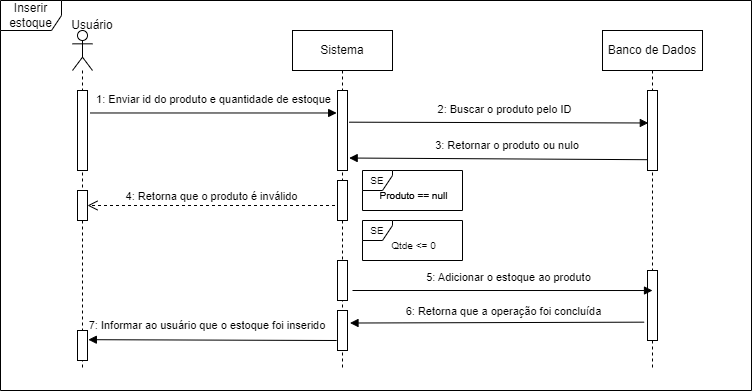 Inserir
estoque
Usuário
Sistema
Banco de Dados
1: Enviar id do produto e quantidade de estoque
2: Buscar o produto pelo ID
3: Retornar o produto ou nulo
SE
4: Retorna que o produto é inválido
Produto == null
SE
Qtde <= 0
5: Adicionar o estoque ao produto
6: Retorna que a operação foi concluída
7: Informar ao usuário que o estoque foi inserido